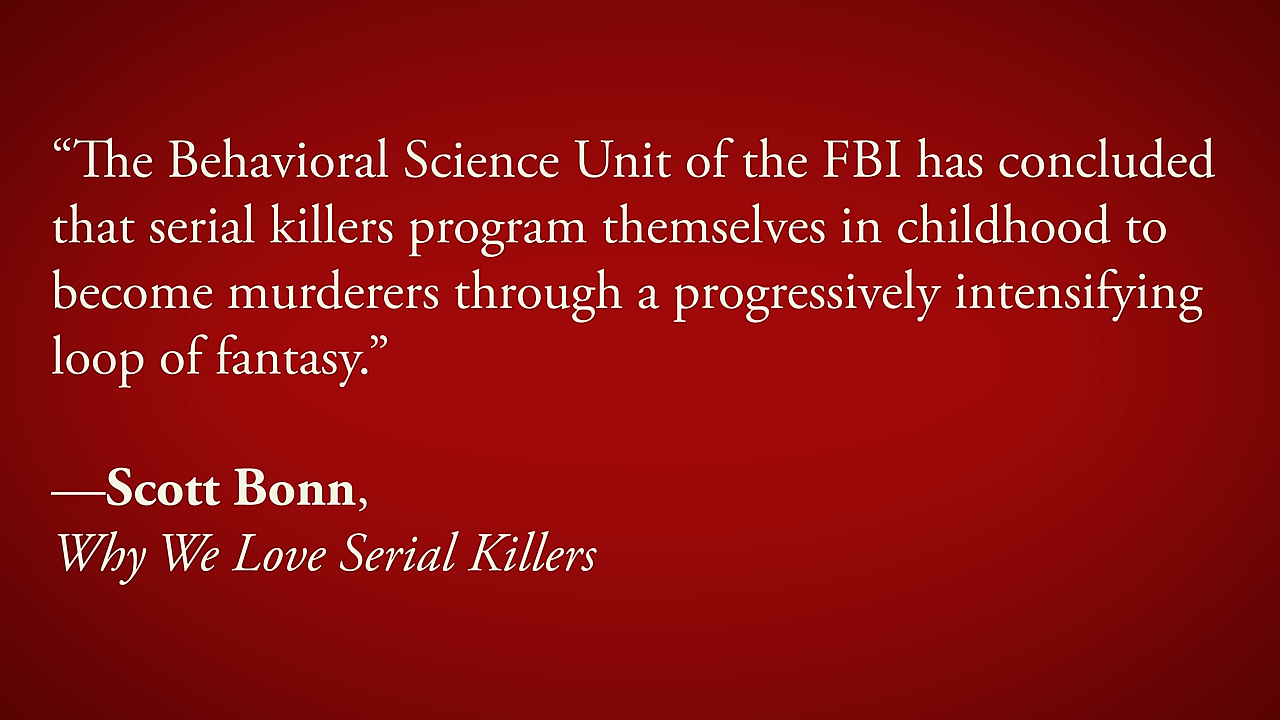 “The Behavioral Science Unit of the FBI has concluded
that serial killers program themselves in childhood to
become murderers through a progressively intensifying
loop of fantasy.”
—Scott Bonn,
Why We Love Serial Killers